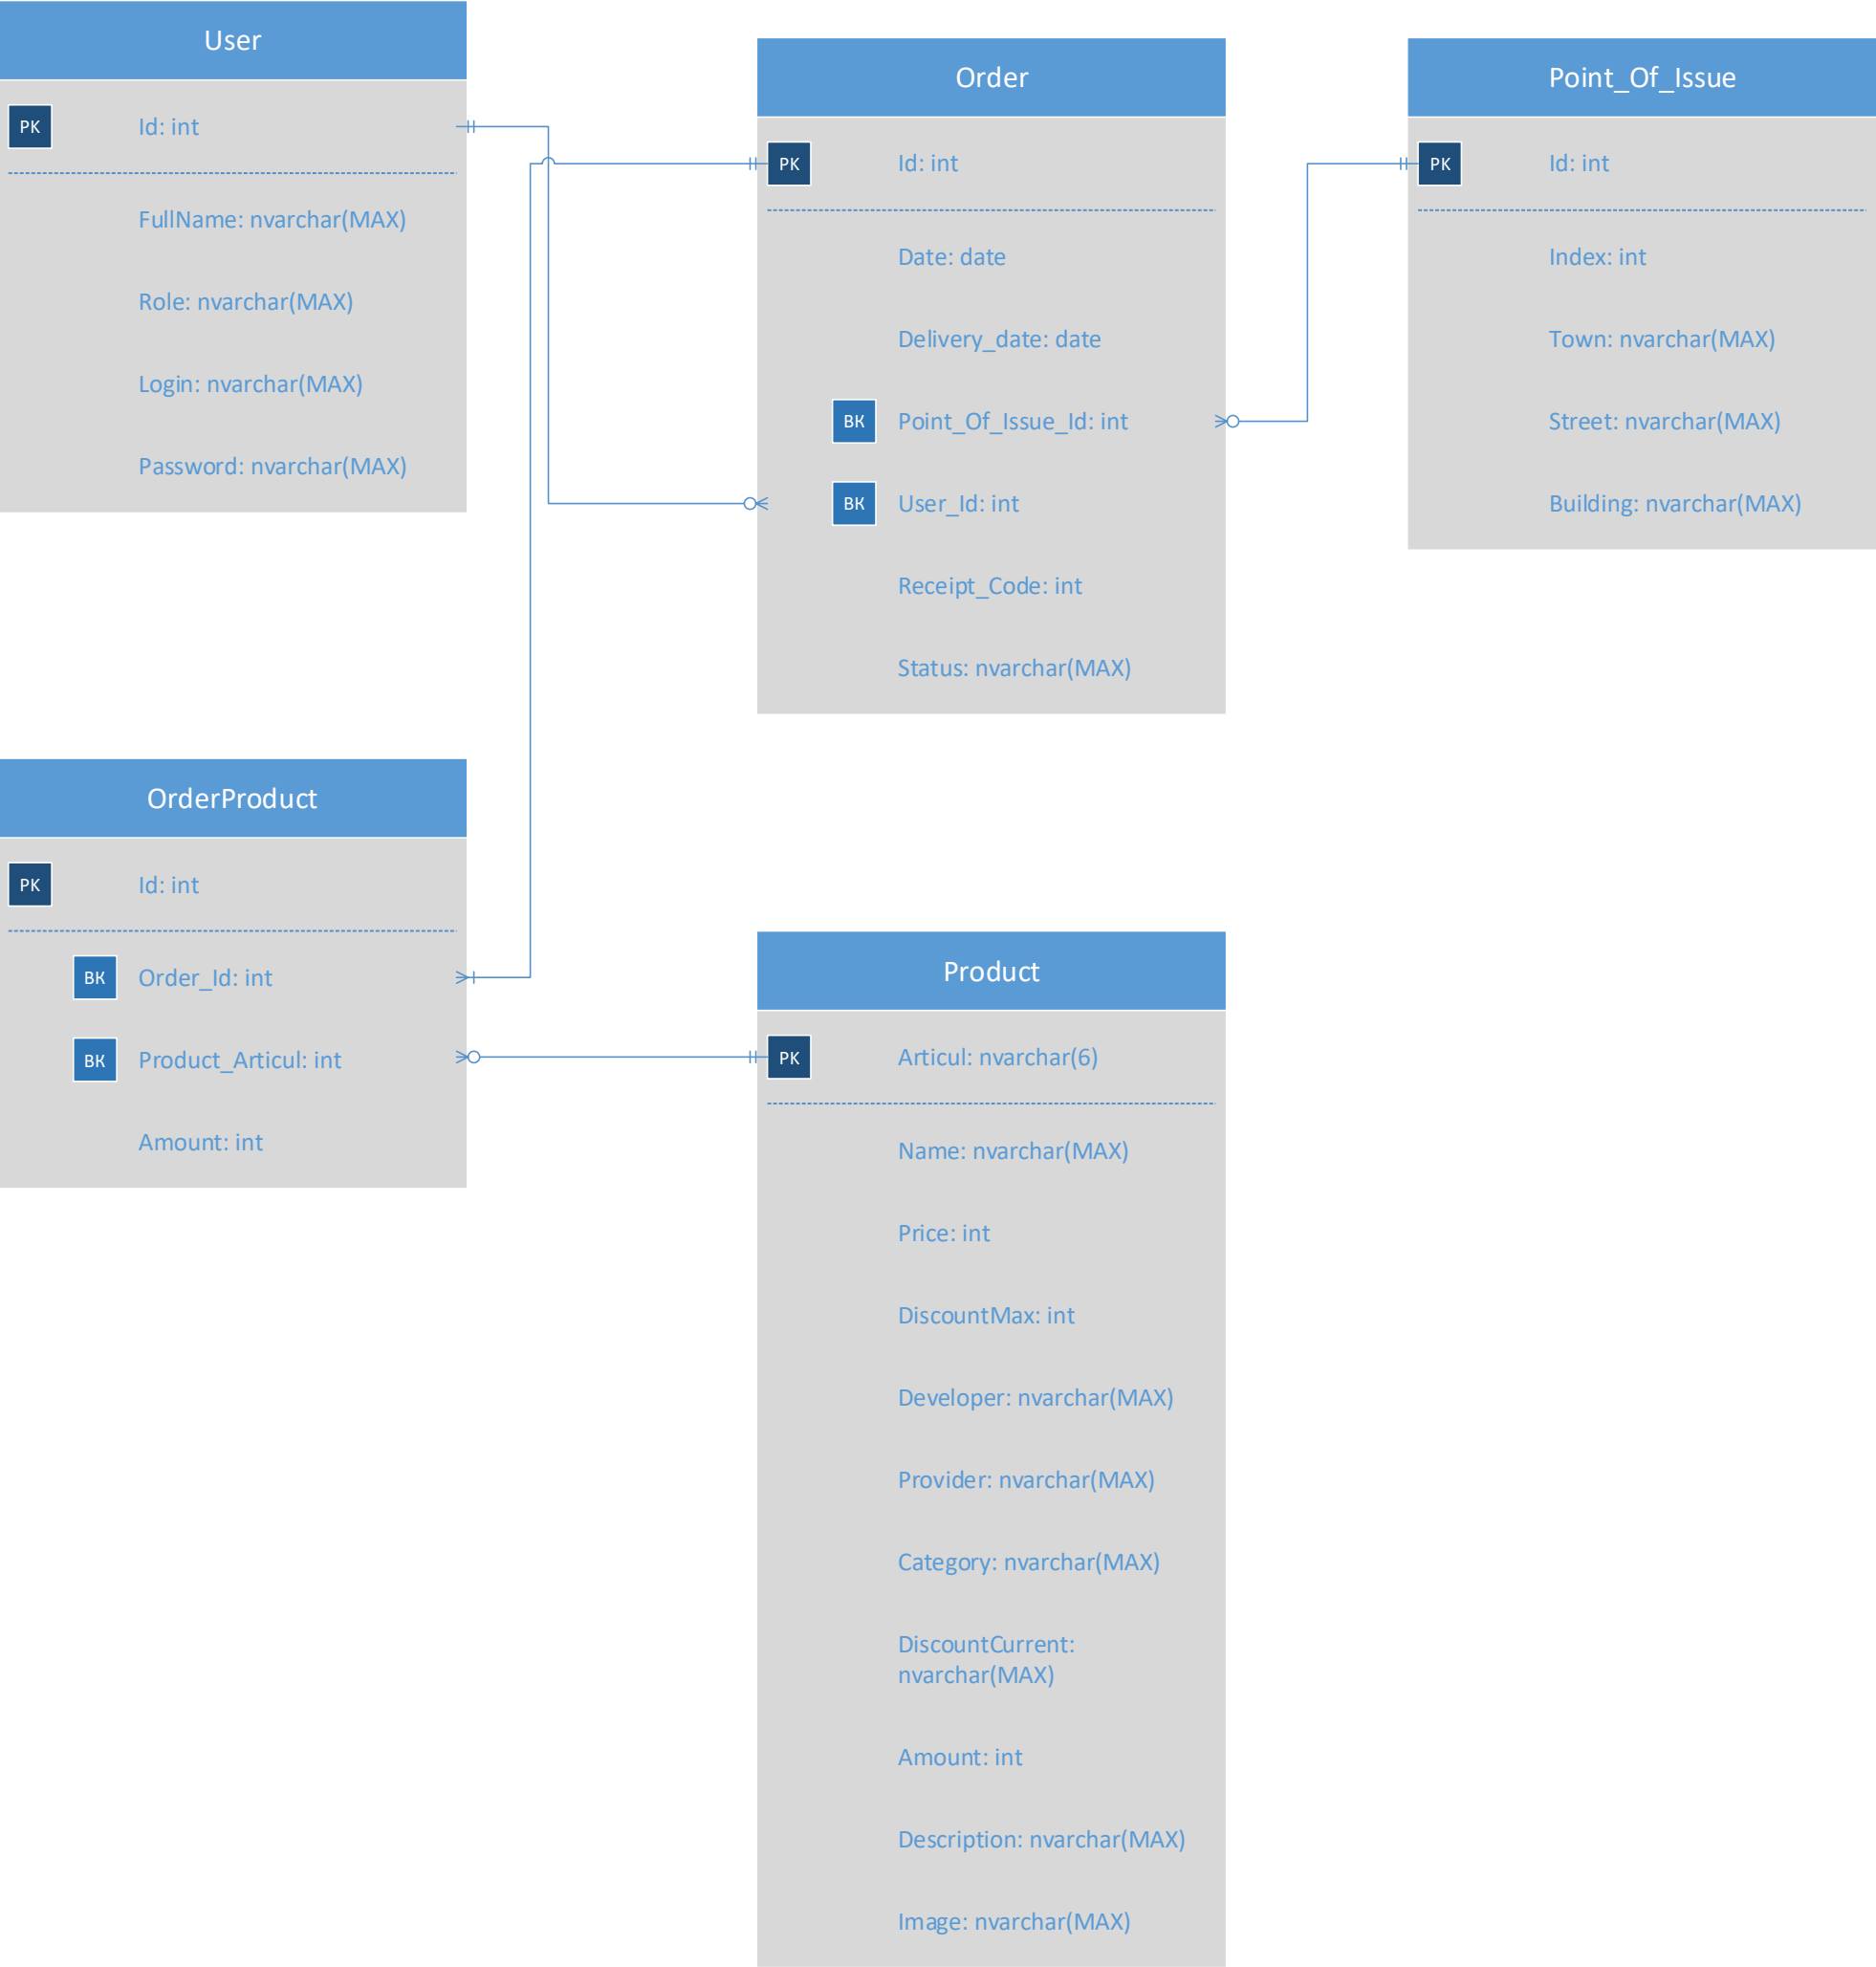 User
PK
Id: int
FullName: nvarchar(MAX)
Role: nvarchar(MAX)
Login: nvarchar(MAX)
Password: nvarchar(MAX)
Order
PK
Id: int
Date: date
Delivery_date: date
ВК
Point_Of_Issue_Id: int
ВК
User_Id: int
Receipt_Code: int
Status: nvarchar(MAX)
Point_Of_Issue
PK
Id: int
Index: int
Town: nvarchar(MAX)
Street: nvarchar(MAX)
Building: nvarchar(MAX)
OrderProduct
PK
Id: int
ВК
Order_Id: int
ВК
Product_Articul: int
Amount: int
Product
PK
Articul: nvarchar(6)
Name: nvarchar(MAX)
Price: int
DiscountMax: int
Developer: nvarchar(MAX)
Provider: nvarchar(MAX)
Category: nvarchar(MAX)
DiscountCurrent:
nvarchar(MAX)
Amount: int
Description: nvarchar(MAX)
Image: nvarchar(MAX)